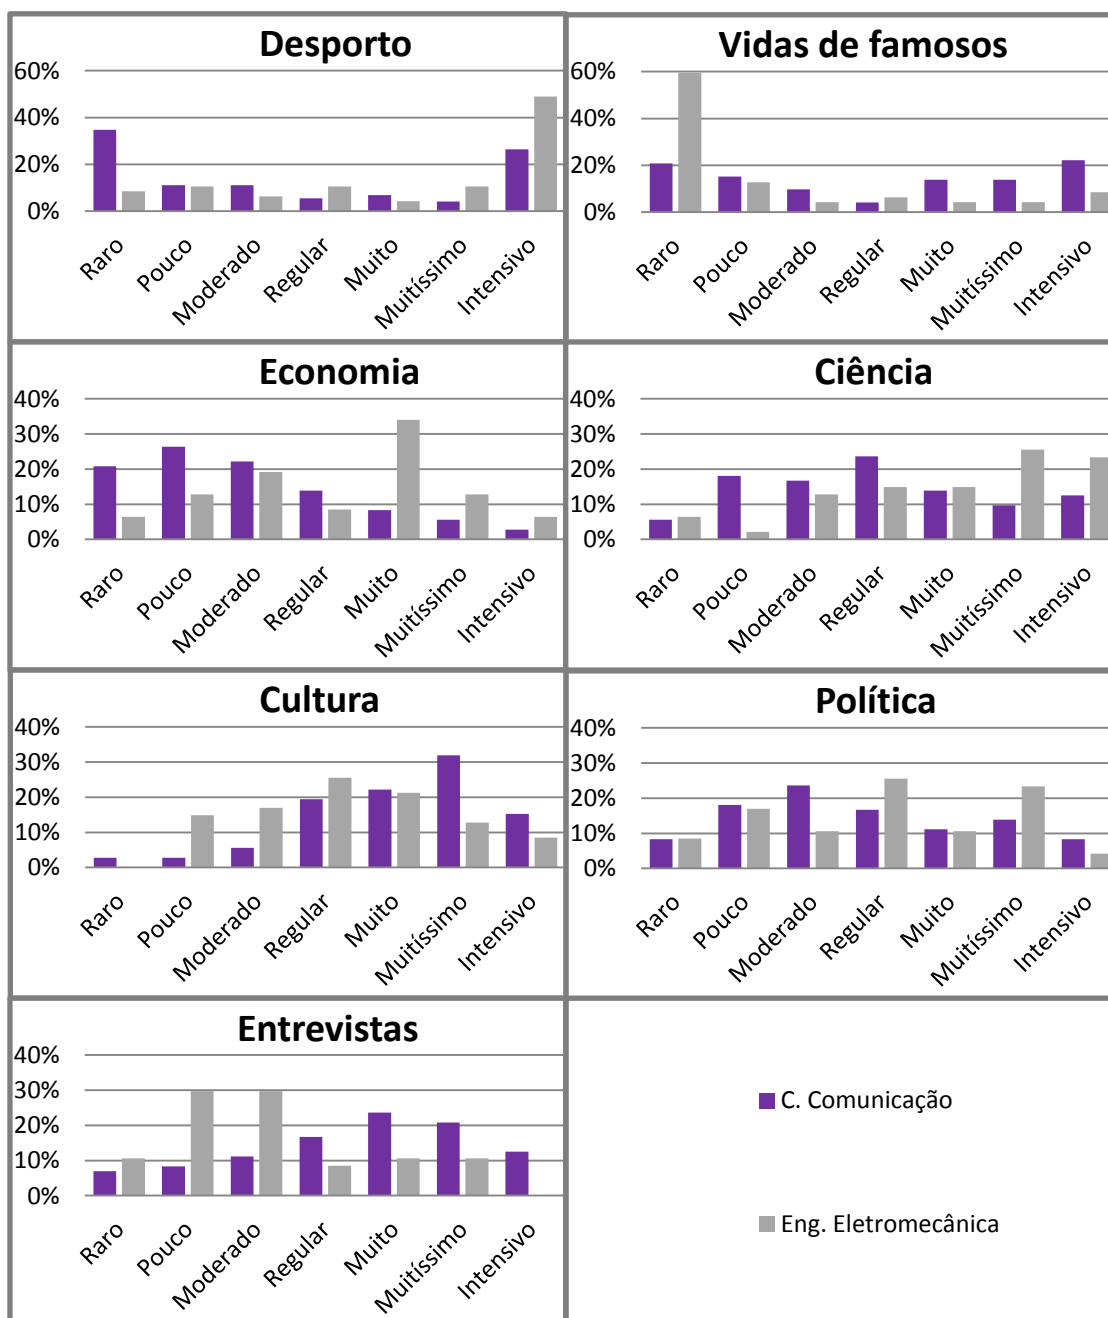 Desporto
60%
40%
20%
0%
Raro
Pouco
Moderado
Regular
Muito
Muitíssimo
Intensivo
Vidas de famosos
60%
40%
20%
0%
Raro
Pouco
Moderado
Regular
Muito
Muitíssimo
Intensivo
Economia
40%
30%
20%
10%
0%
Raro
Pouco
Moderado
Regular
Muito
Muitíssimo
Intensivo
Ciência
40%
30%
20%
10%
0%
Raro
Pouco
Moderado
Regular
Muito
Muitíssimo
Intensivo
Cultura
40%
30%
20%
10%
0%
Raro
Pouco
Moderado
Regular
Muito
Muitíssimo
Intensivo
Política
40%
30%
20%
10%
0%
Raro
Pouco
Moderado
Regular
Muito
Muitíssimo
Intensivo
Entrevistas
40%
30%
20%
10%
0%
Raro
Pouco
Moderado
Regular
Muito
Muitíssimo
Intensivo
C. Comunicação
Eng. Eletromecânica